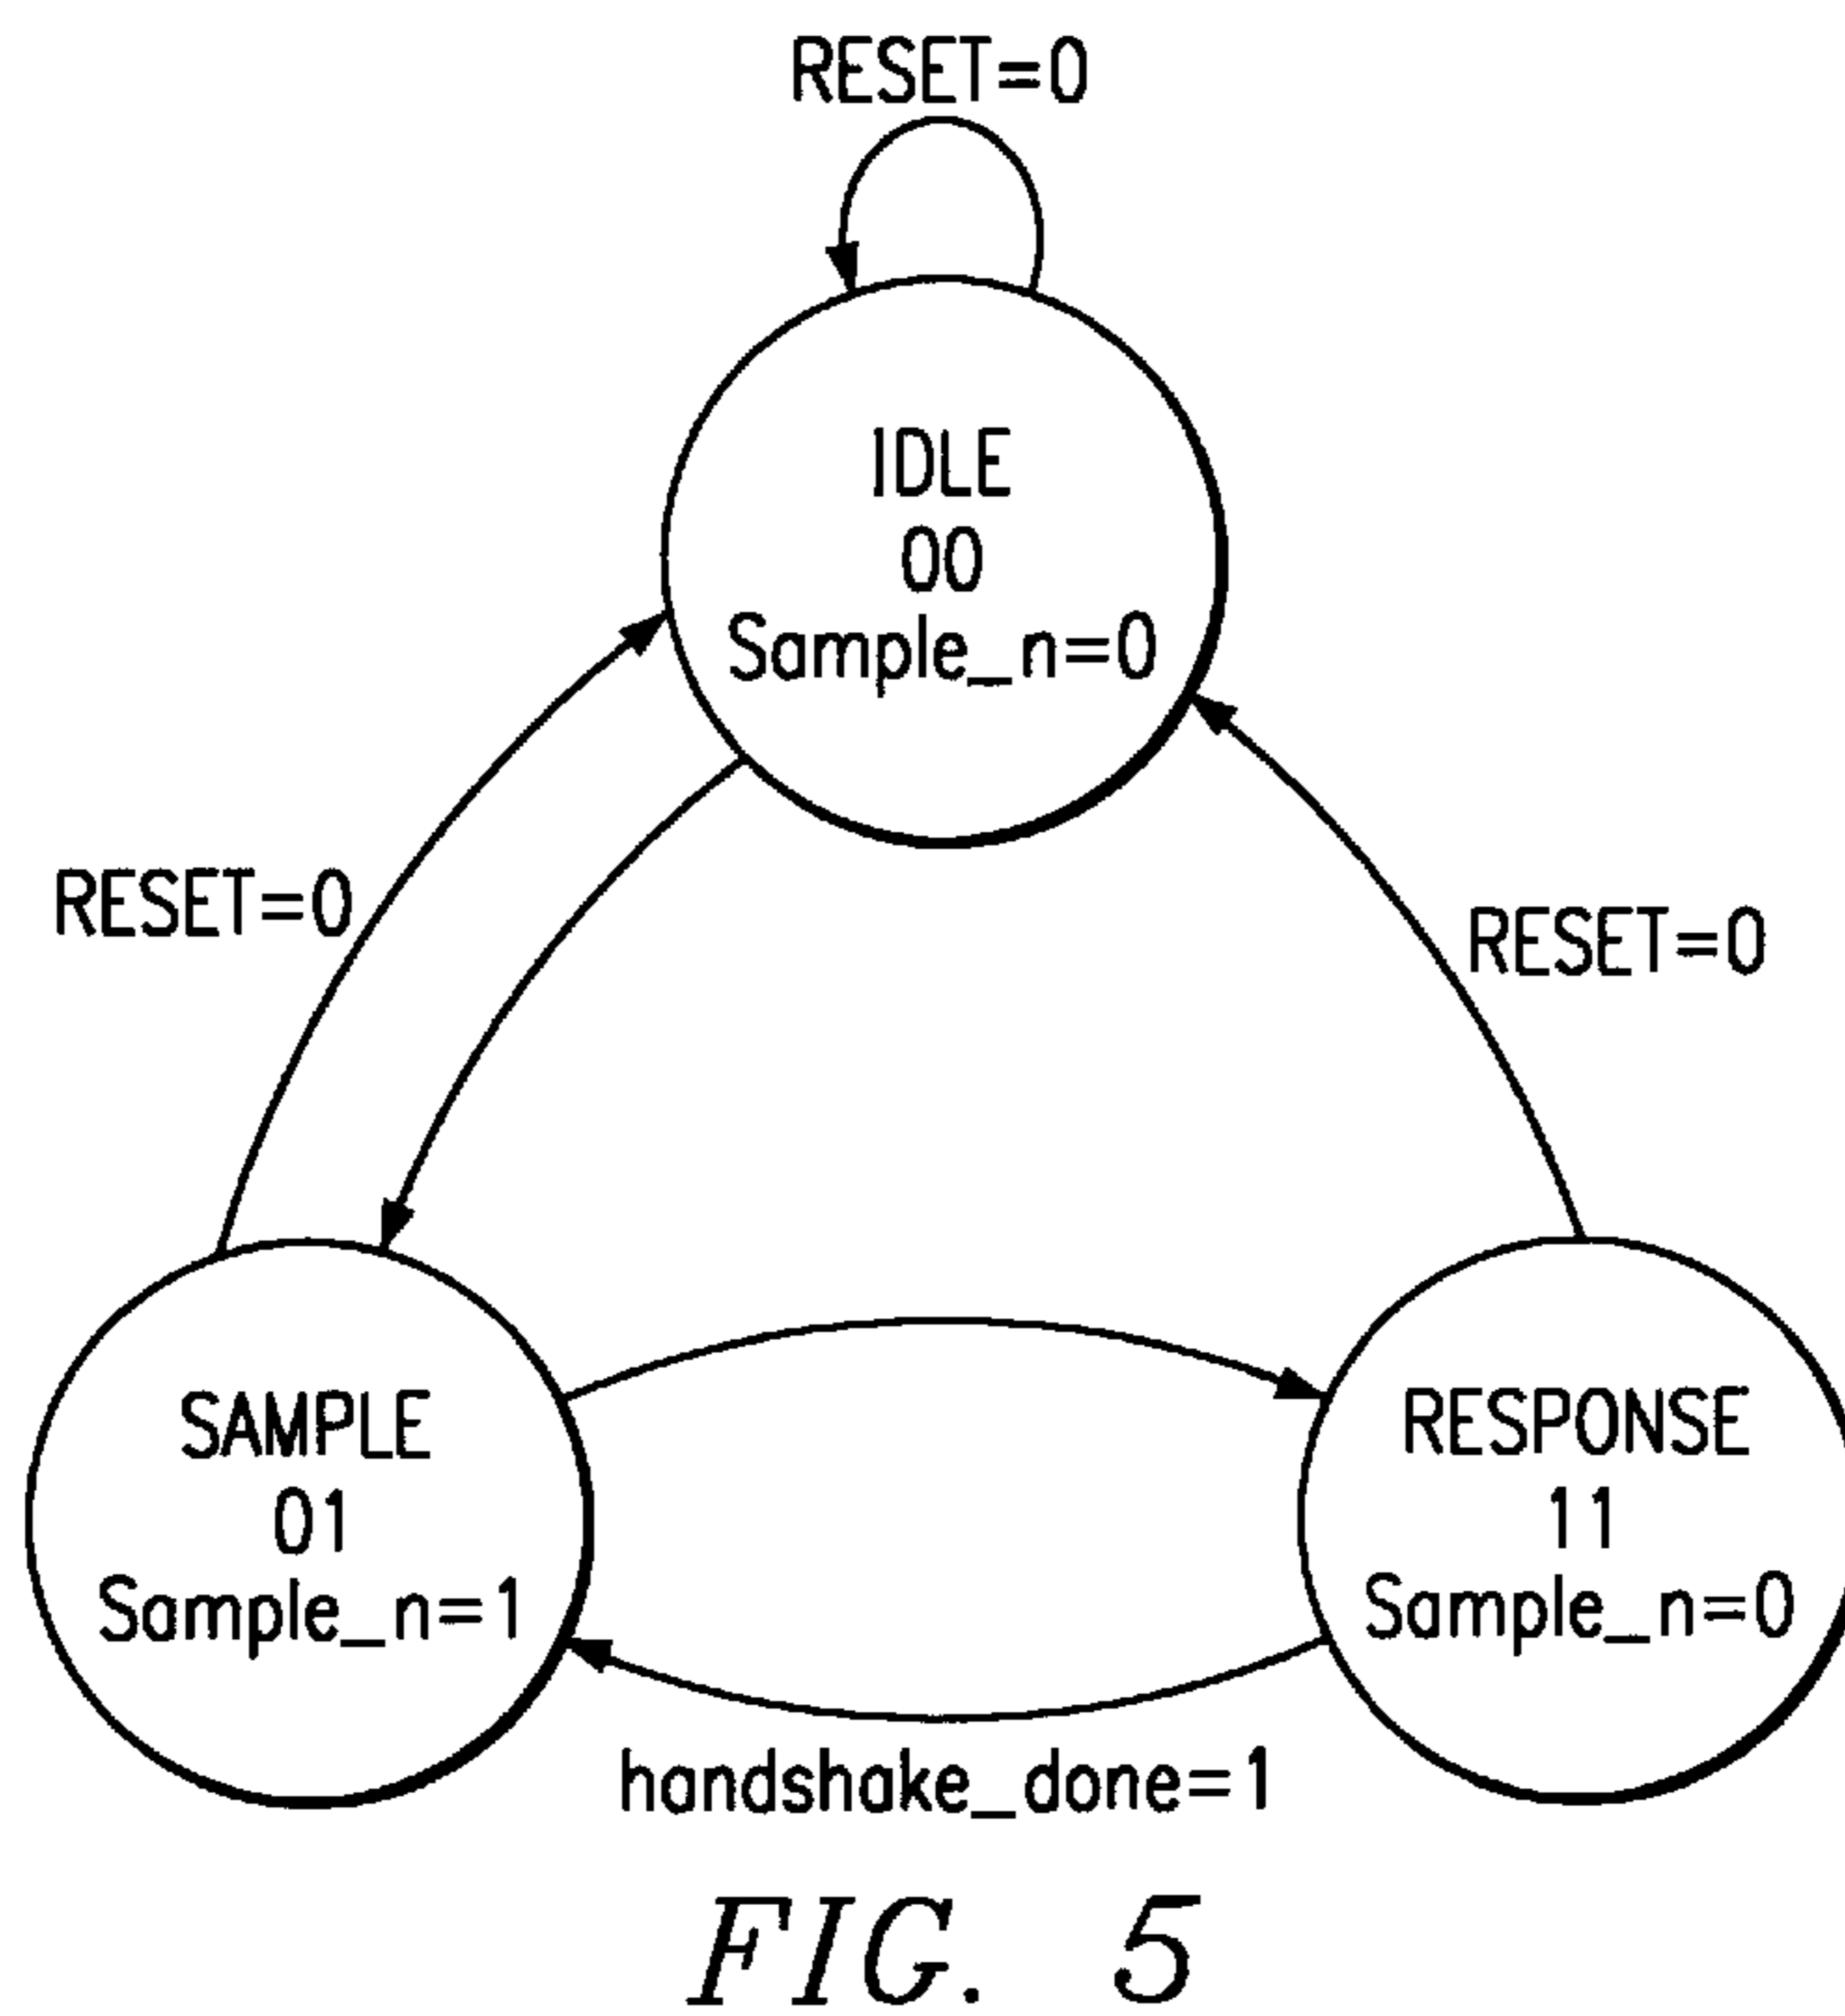 RESET=0
IDLE
00
Sample_n=0
RESET=0
RESET=0
SAMPLE
01
Sample_n=1
RESPONSE
11
Sample_n=0
handshake_done=1
FIG. 5